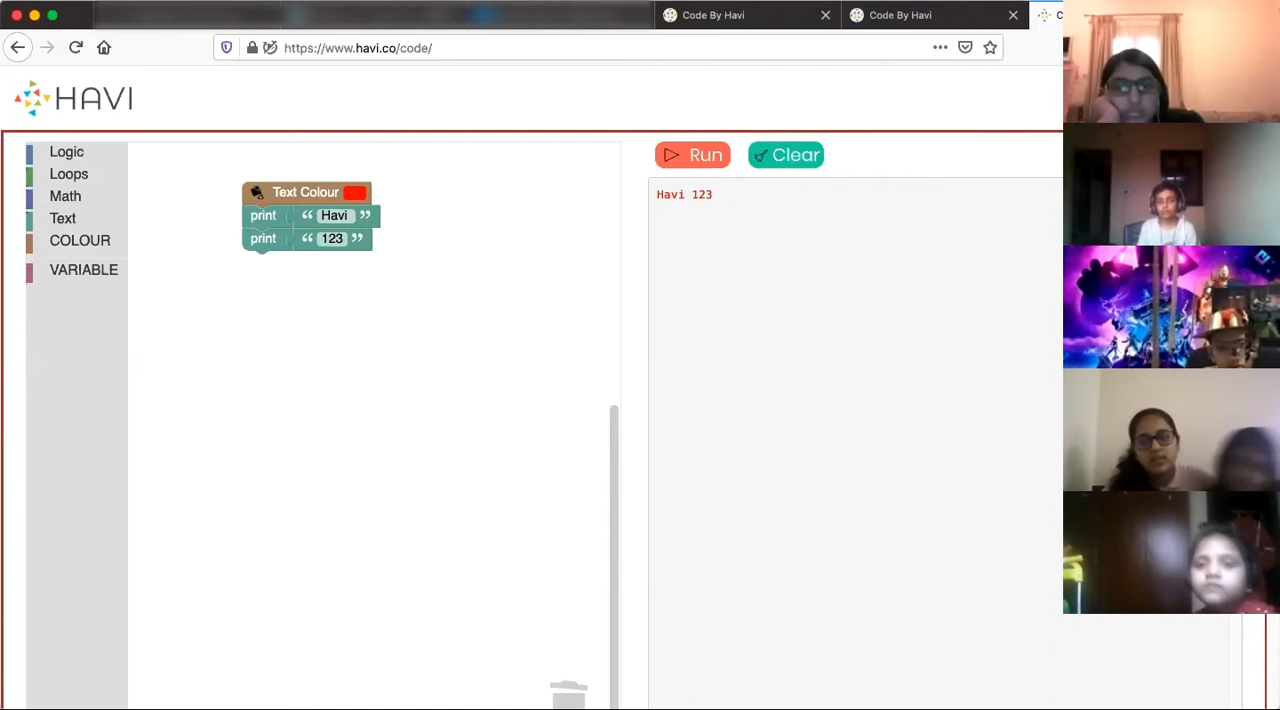 Code By Havi
Code By Havi
C
https://www.havi.co/code/
HAVI
Logic
Loops
Math
Text
COLOUR
VARIABLE
Text Colour
print “ Havi ”
print “ 123 ”
Run
Clear
Havi 123